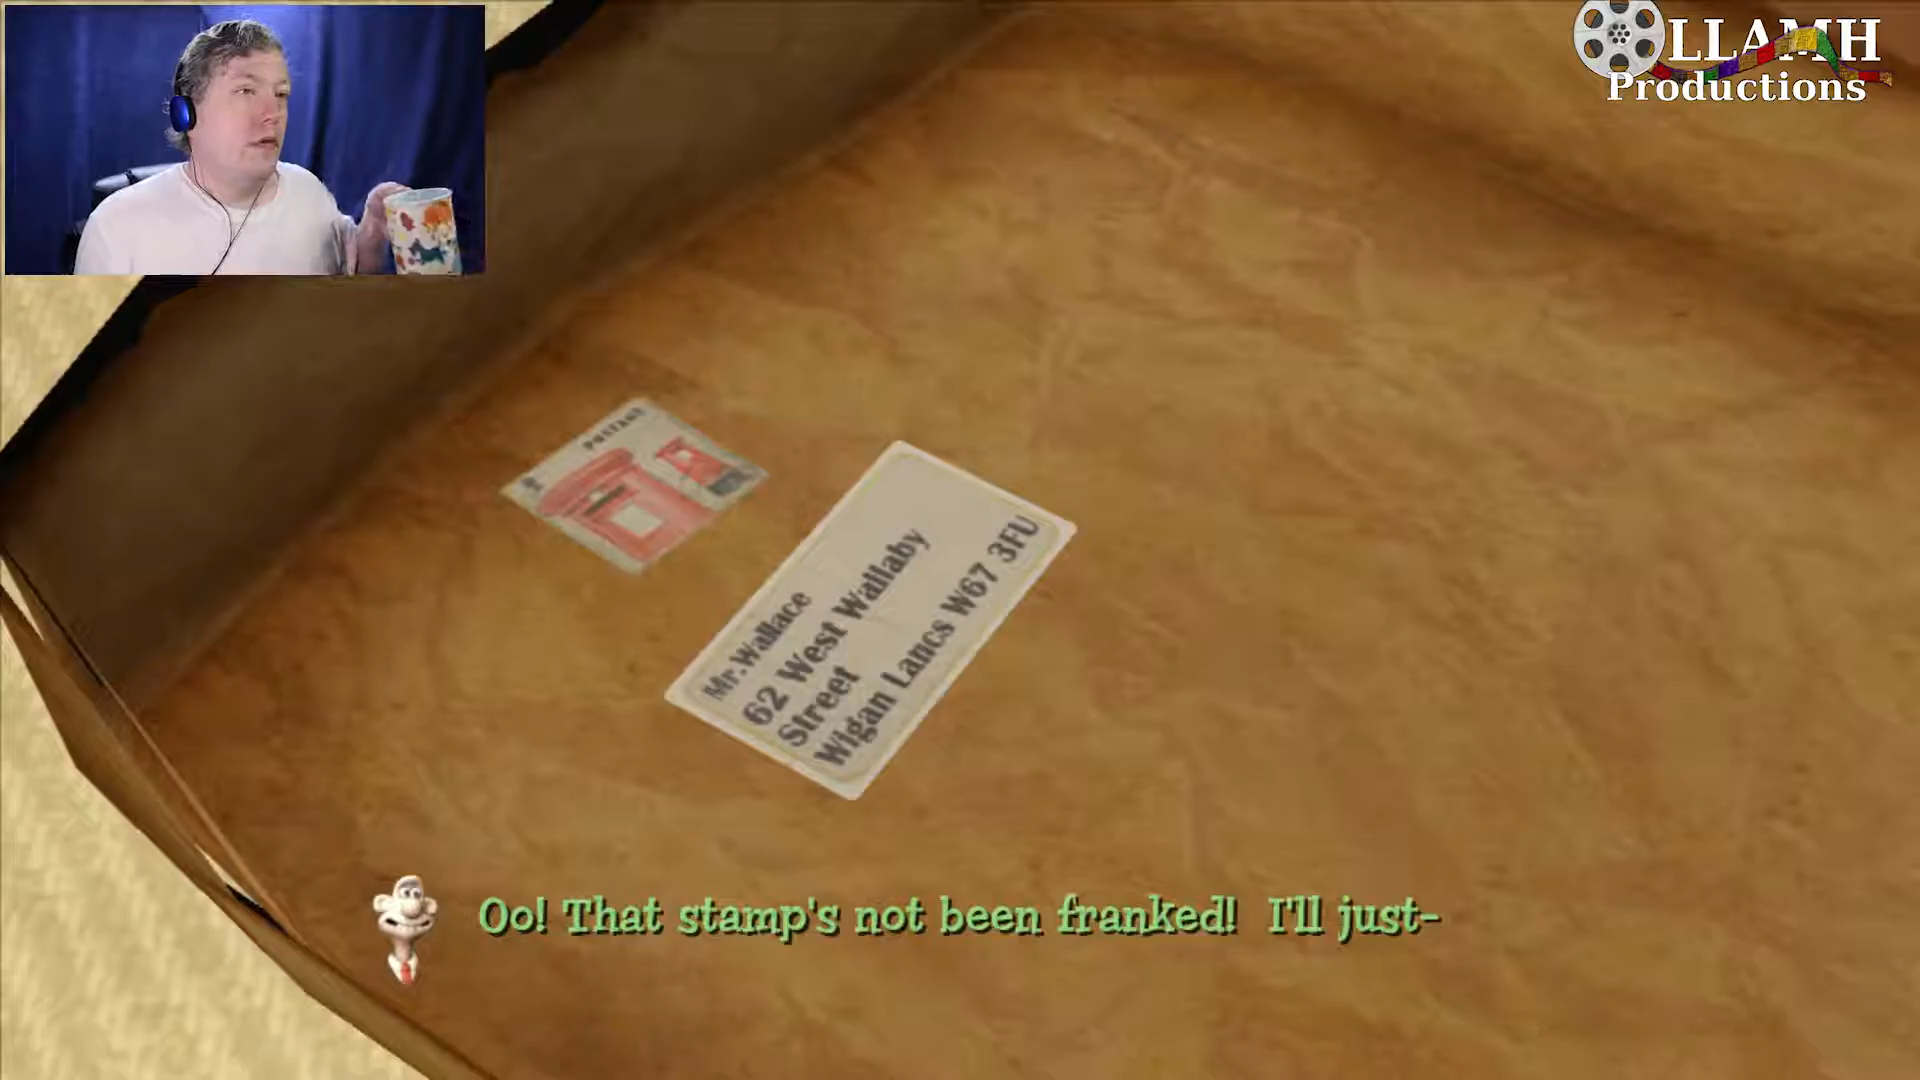 LLAMH
Productions
POSTAGE
Mr. Wallace
62 West Wallaby
Street
Wigan Lancs W67 3FU
Oo! That stamp's not been franked! I'll just-